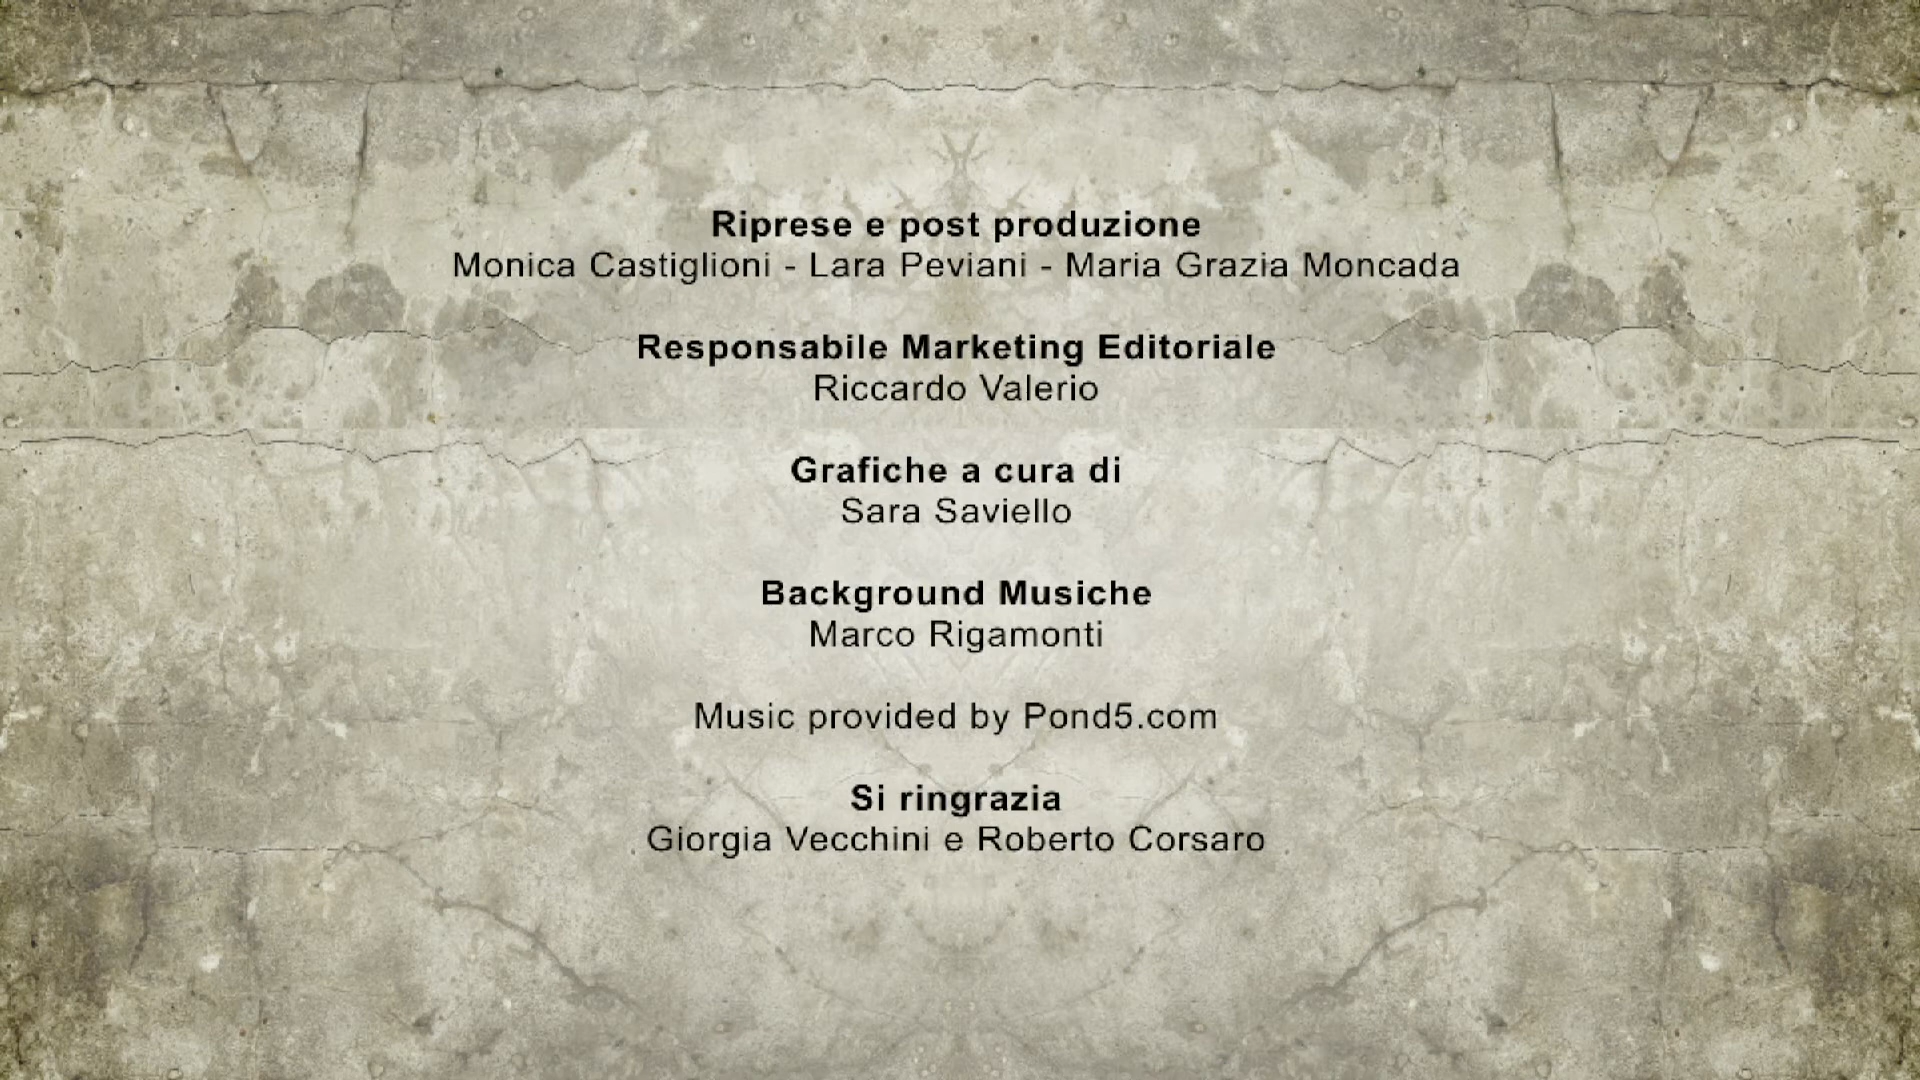 Riprese e post produzione
Monica Castiglioni - Lara Peviani - Maria Grazia Moncada
Responsabile Marketing Editoriale
Riccardo Valerio
Grafiche a cura di
Sara Saviello
Background Musiche
Marco Rigamonti
Music provided by Pond5.com
Si ringrazia
Giorgia Vecchini e Roberto Corsaro